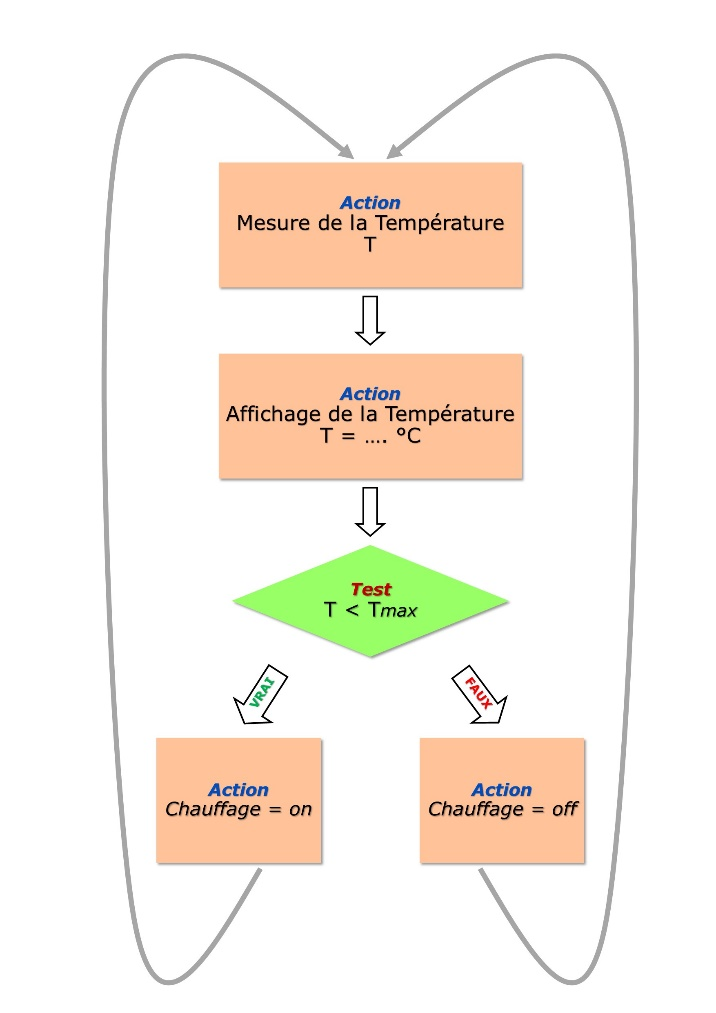 Action
Mesure de la Température
T
Action
Affichage de la Température
T = .... °C
Test
T < Tmax
VRAI
FAUX
Action
Chauffage = on
Action
Chauffage = off